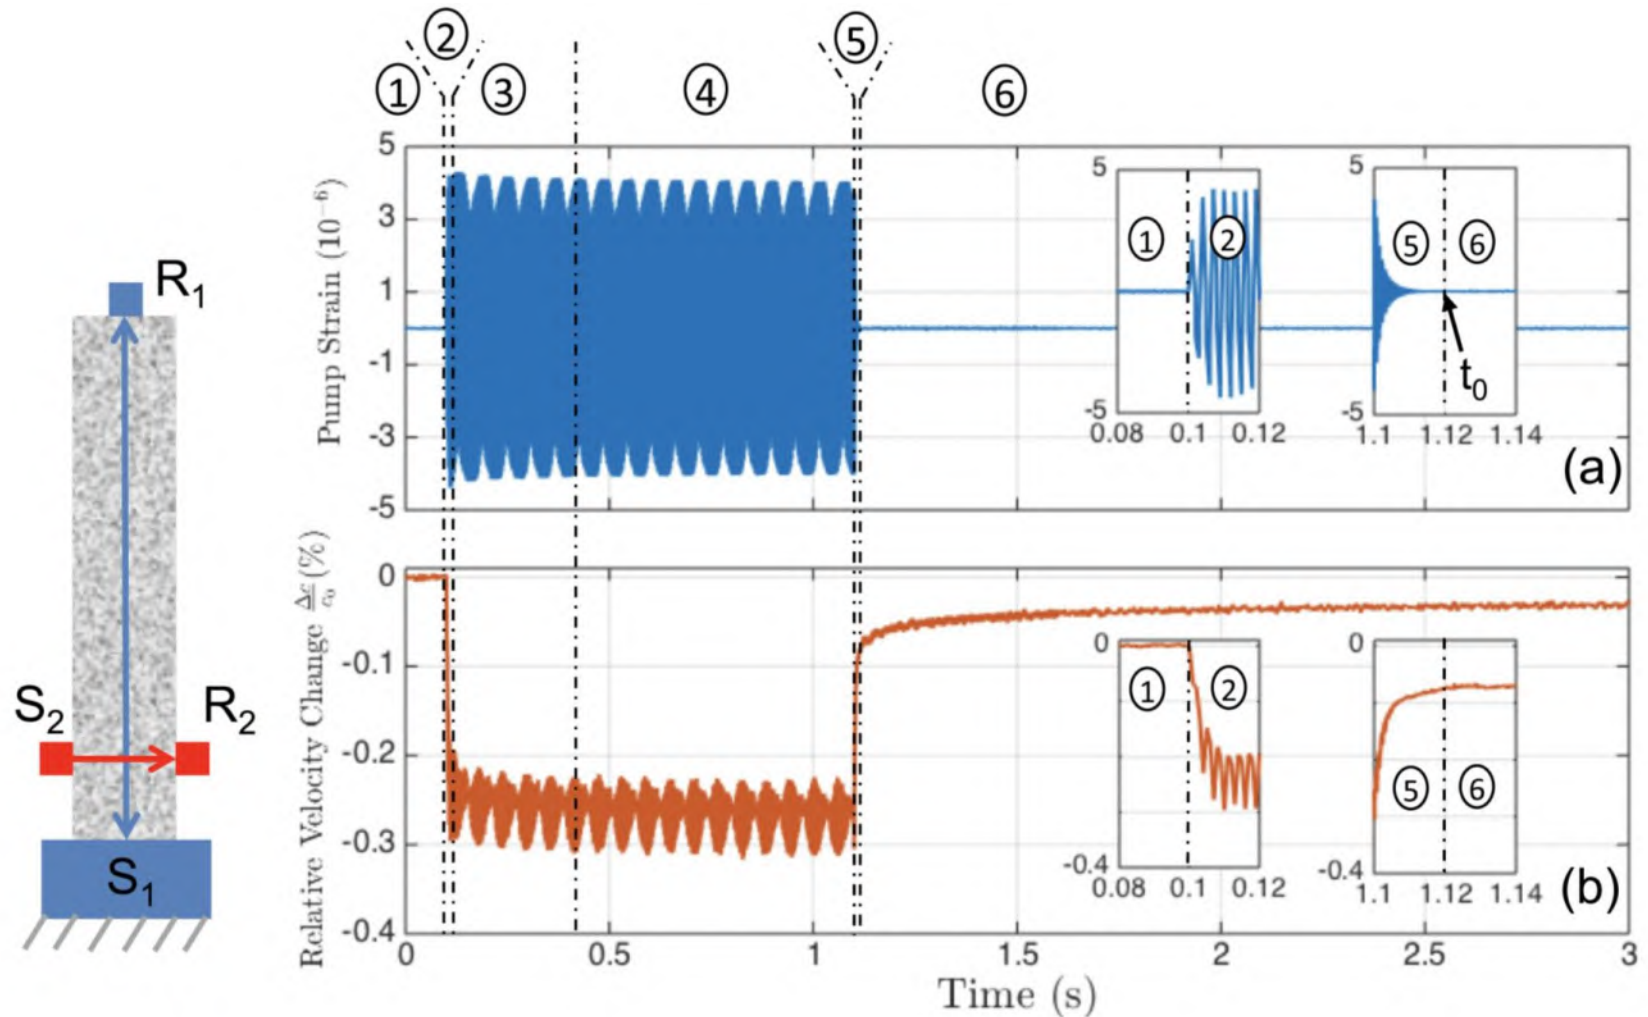 ② ⑤
① ③ ④ ⑥
R₁
S₂ R₂
S₁
Pump Strain (10⁻⁶)
5
3
1
-1
-3
-5
5
-5
0.08 0.1 0.12
① ②
5
-5
1.1 1.12 1.14
⑤ ⑥
t₀
(a)
Relative Velocity Change Δc/c₀ (%)
0
-0.1
-0.2
-0.3
-0.4
0
-0.4
0.08 0.1 0.12
① ②
0
-0.4
1.1 1.12 1.14
⑤ ⑥
(b)
0 0.5 1 1.5 2 2.5 3
Time (s)